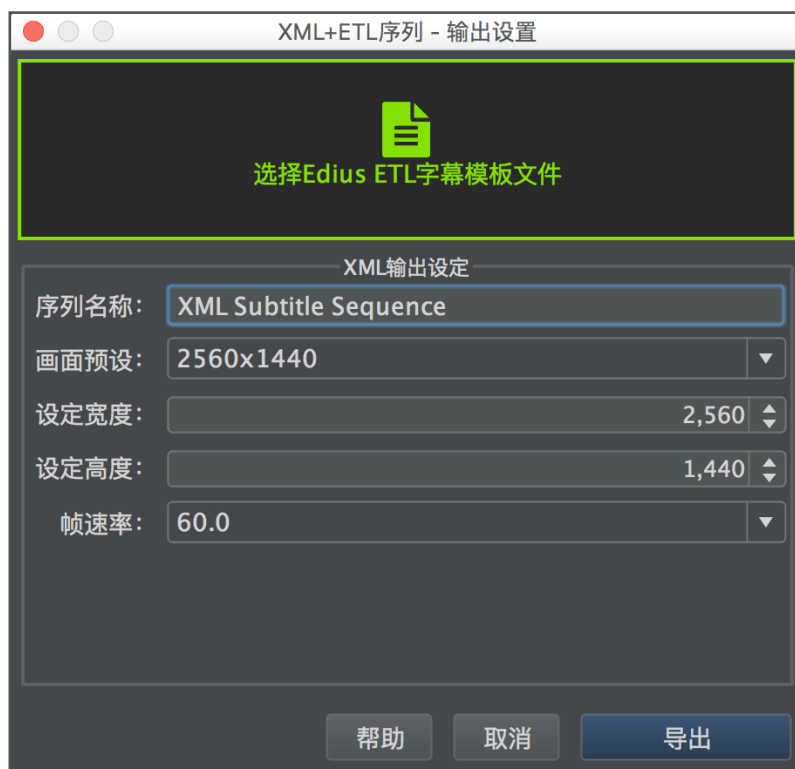 XML+ETL序列 - 输出设置
选择Edius ETL字幕模板文件
XML输出设定
序列名称: XML Subtitle Sequence
画面预设: 2560x1440
设定宽度: 2,560
设定高度: 1,440
帧速率: 60.0
帮助 取消 导出